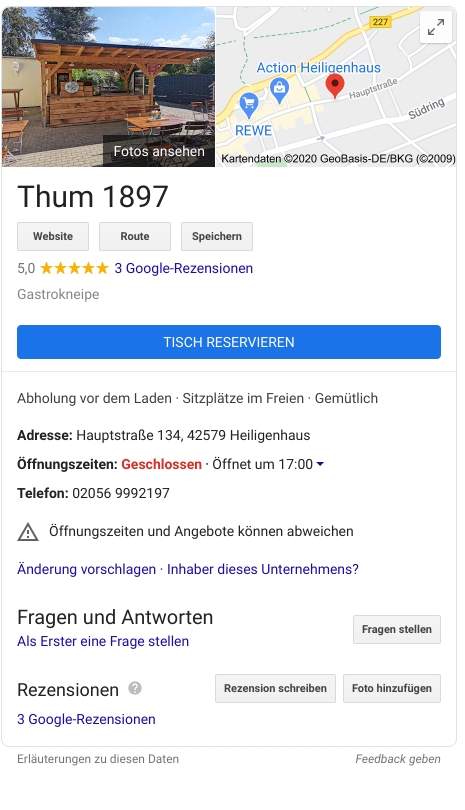 227
Action Heiligenhaus
Hauptstraße
REWE
Südring
Fotos ansehen
Kartendaten ©2020 GeoBasis-DE/BKG (©2009)
Thum 1897
Website Route Speichern
5,0 3 Google-Rezensionen
Gastrokneipe
TISCH RESERVIEREN
Abholung vor dem Laden · Sitzplätze im Freien · Gemütlich
Adresse: Hauptstraße 134, 42579 Heiligenhaus
Öffnungszeiten: Geschlossen · Öffnet um 17:00
Telefon: 02056 9992197
Öffnungszeiten und Angebote können abweichen
Änderung vorschlagen · Inhaber dieses Unternehmens?
Fragen und Antworten
Als Erster eine Frage stellen
Fragen stellen
Rezensionen ?
Rezension schreiben Foto hinzufügen
3 Google-Rezensionen
Erläuterungen zu diesen Daten Feedback geben